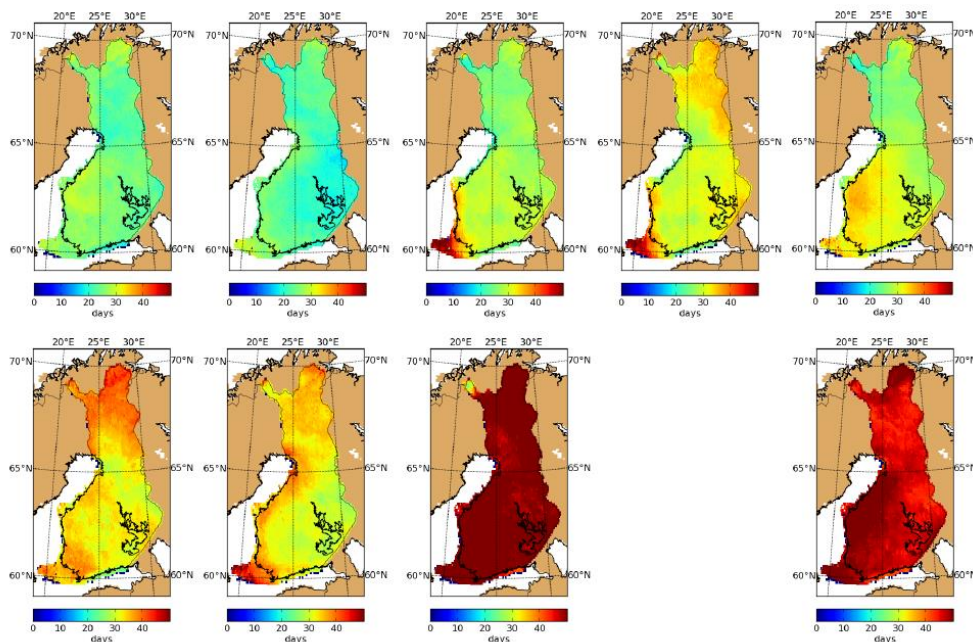 20°E 25°E 30°E 20°E 25°E 30°E 20°E 25°E 30°E 20°E 25°E 30°E 20°E 25°E 30°E
70°N 70°N 70°N 70°N 70°N 70°N 70°N 70°N 70°N 70°N
65°N 65°N 65°N 65°N 65°N 65°N 65°N 65°N 65°N 65°N
60°N 60°N 60°N 60°N 60°N 60°N 60°N 60°N 60°N 60°N
0 10 20 30 40 0 10 20 30 40 0 10 20 30 40 0 10 20 30 40 0 10 20 30 40
days days days days days
20°E 25°E 30°E 20°E 25°E 30°E 20°E 25°E 30°E 20°E 25°E 30°E
70°N 70°N 70°N 70°N 70°N 70°N 70°N 70°N
65°N 65°N 65°N 65°N 65°N 65°N 65°N 65°N
60°N 60°N 60°N 60°N 60°N 60°N 60°N 60°N
0 10 20 30 40 0 10 20 30 40 0 10 20 30 40 0 10 20 30 40
days days days days